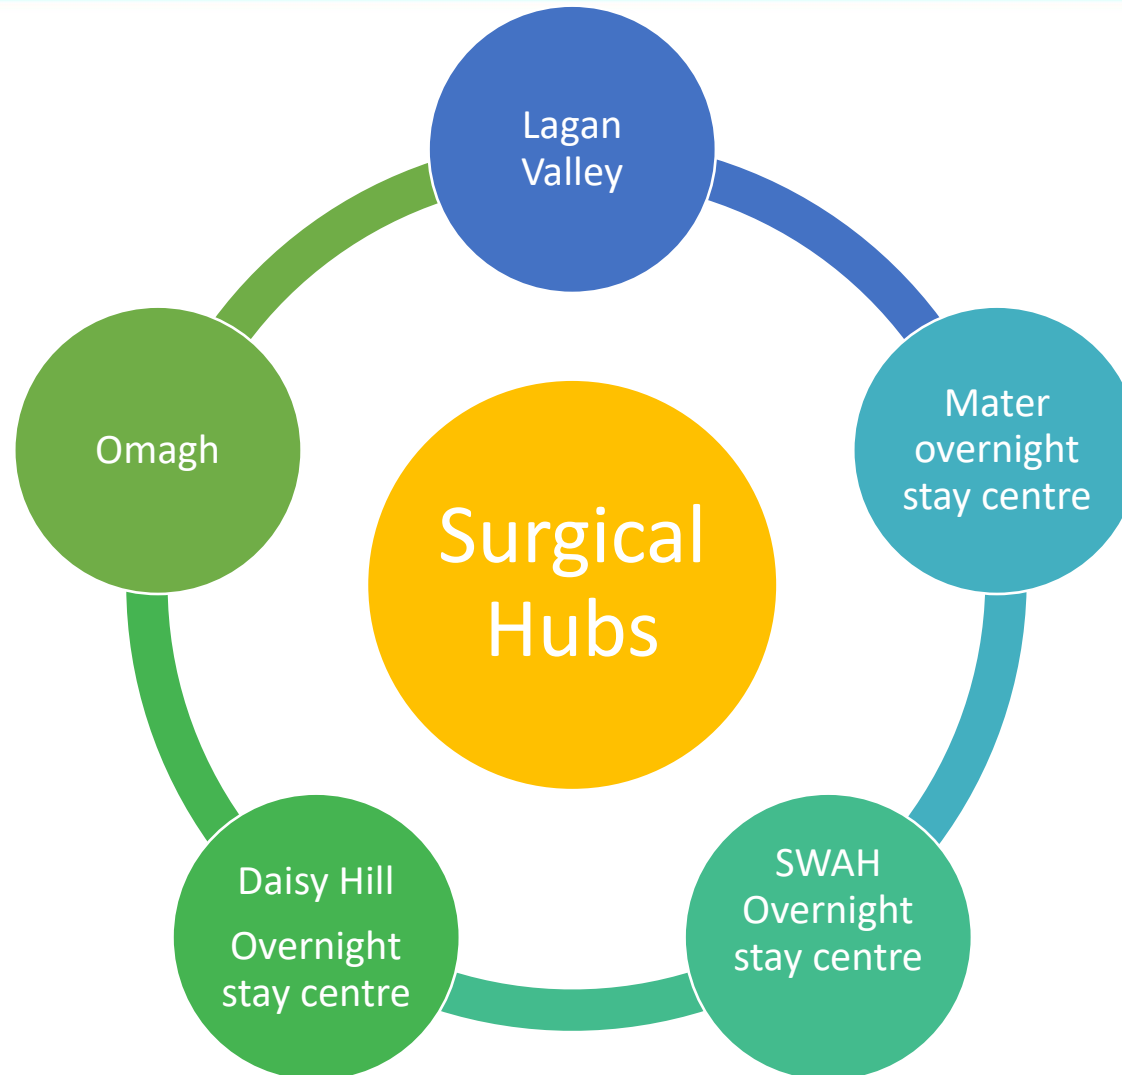 Lagan
Valley
Mater
overnight
stay centre
SWAH
Overnight
stay centre
Daisy Hill
Overnight
stay centre
Omagh
Surgical
Hubs